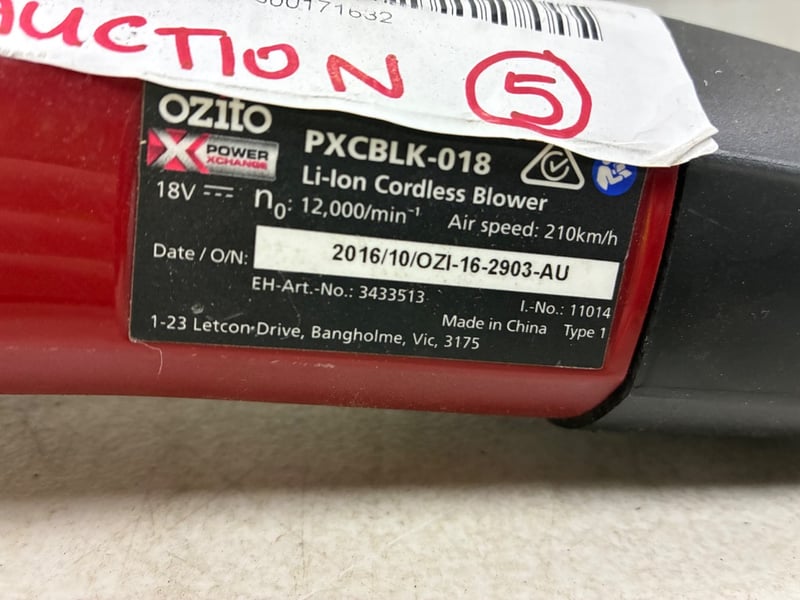 AUCTION 5
ozito
X POWER XCHANGE
PXCBLK-018
Li-Ion Cordless Blower
18V n0: 12,000/min⁻¹ Air speed: 210km/h
Date / O/N: 2016/10/OZI-16-2903-AU
EH-Art.-No.: 3433513 I.-No.: 11014
Made in China Type 1
1-23 Letcon Drive, Bangholme, Vic, 3175